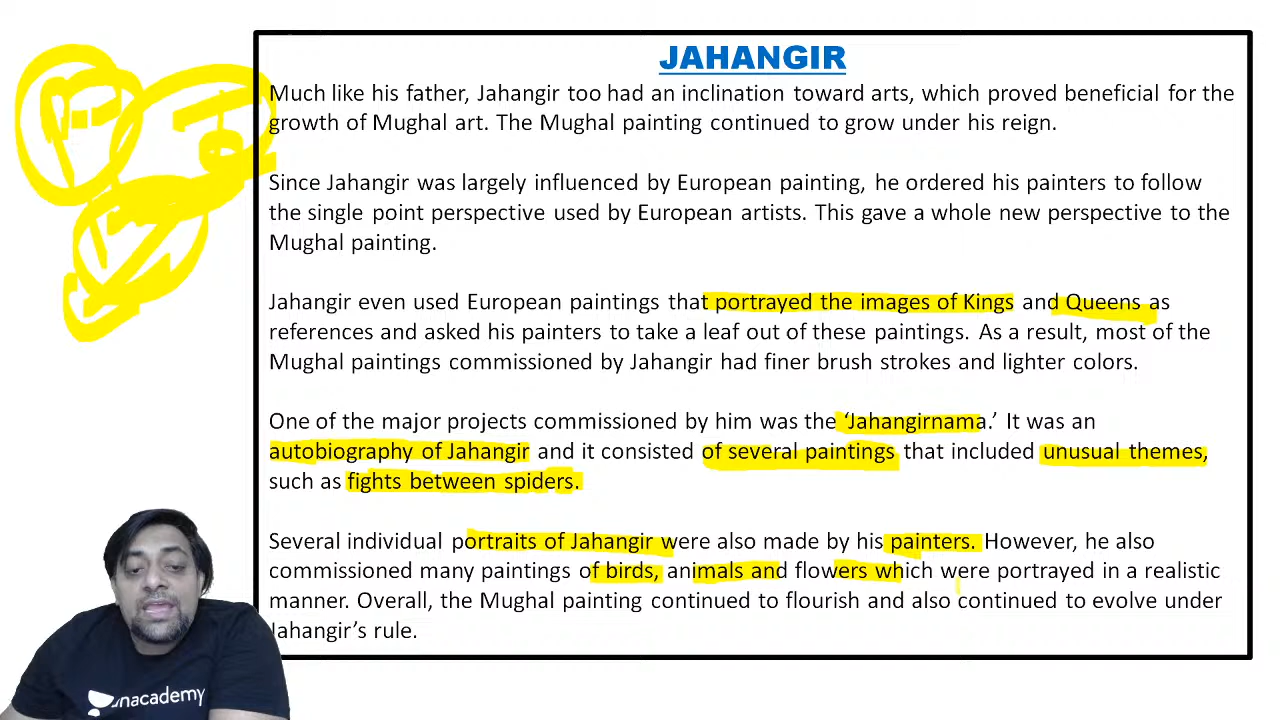 JAHANGIR
Much like his father, Jahangir too had an inclination toward arts, which proved beneficial for the
growth of Mughal art. The Mughal painting continued to grow under his reign.
Since Jahangir was largely influenced by European painting, he ordered his painters to follow
the single point perspective used by European artists. This gave a whole new perspective to the
Mughal painting.
Jahangir even used European paintings that portrayed the images of Kings and Queens as
references and asked his painters to take a leaf out of these paintings. As a result, most of the
Mughal paintings commissioned by Jahangir had finer brush strokes and lighter colors.
One of the major projects commissioned by him was the ‘Jahangirnama.’ It was an
autobiography of Jahangir and it consisted of several paintings that included unusual themes,
such as fights between spiders.
Several individual portraits of Jahangir were also made by his painters. However, he also
commissioned many paintings of birds, animals and flowers which were portrayed in a realistic
manner. Overall, the Mughal painting continued to flourish and also continued to evolve under
Jahangir’s rule.
unacademy